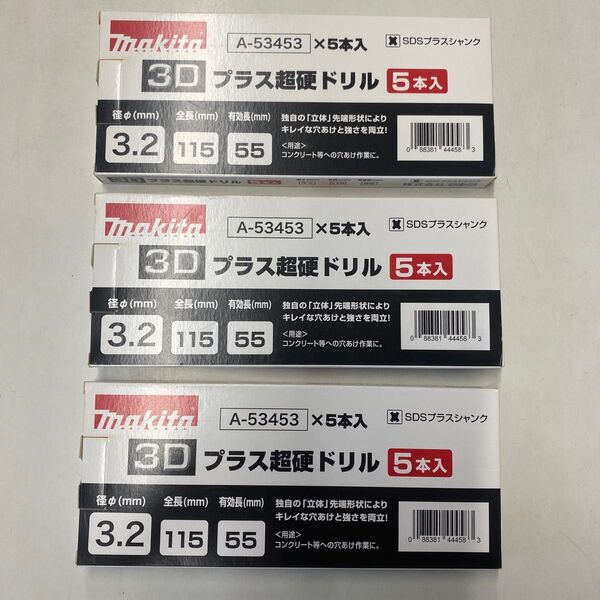 makita
A-53453 ×5本入
SDSプラスシャンク
3D プラス超硬ドリル 5本入
径φ(mm) 全長(mm) 有効長(mm)
3.2 115 55
独自の「立体」先端形状により
キレイな穴あけと強さを両立!
<用途>
コンクリート等への穴あけ作業に。
0 88381 44458 3
3D プラス超硬ドリル 5本入
makita
A-53453 ×5本入
SDSプラスシャンク
3D プラス超硬ドリル 5本入
径φ(mm) 全長(mm) 有効長(mm)
3.2 115 55
独自の「立体」先端形状により
キレイな穴あけと強さを両立!
<用途>
コンクリート等への穴あけ作業に。
0 88381 44458 3
makita
A-53453 ×5本入
SDSプラスシャンク
3D プラス超硬ドリル 5本入
径φ(mm) 全長(mm) 有効長(mm)
3.2 115 55
独自の「立体」先端形状により
キレイな穴あけと強さを両立!
<用途>
コンクリート等への穴あけ作業に。
0 88381 44458 3